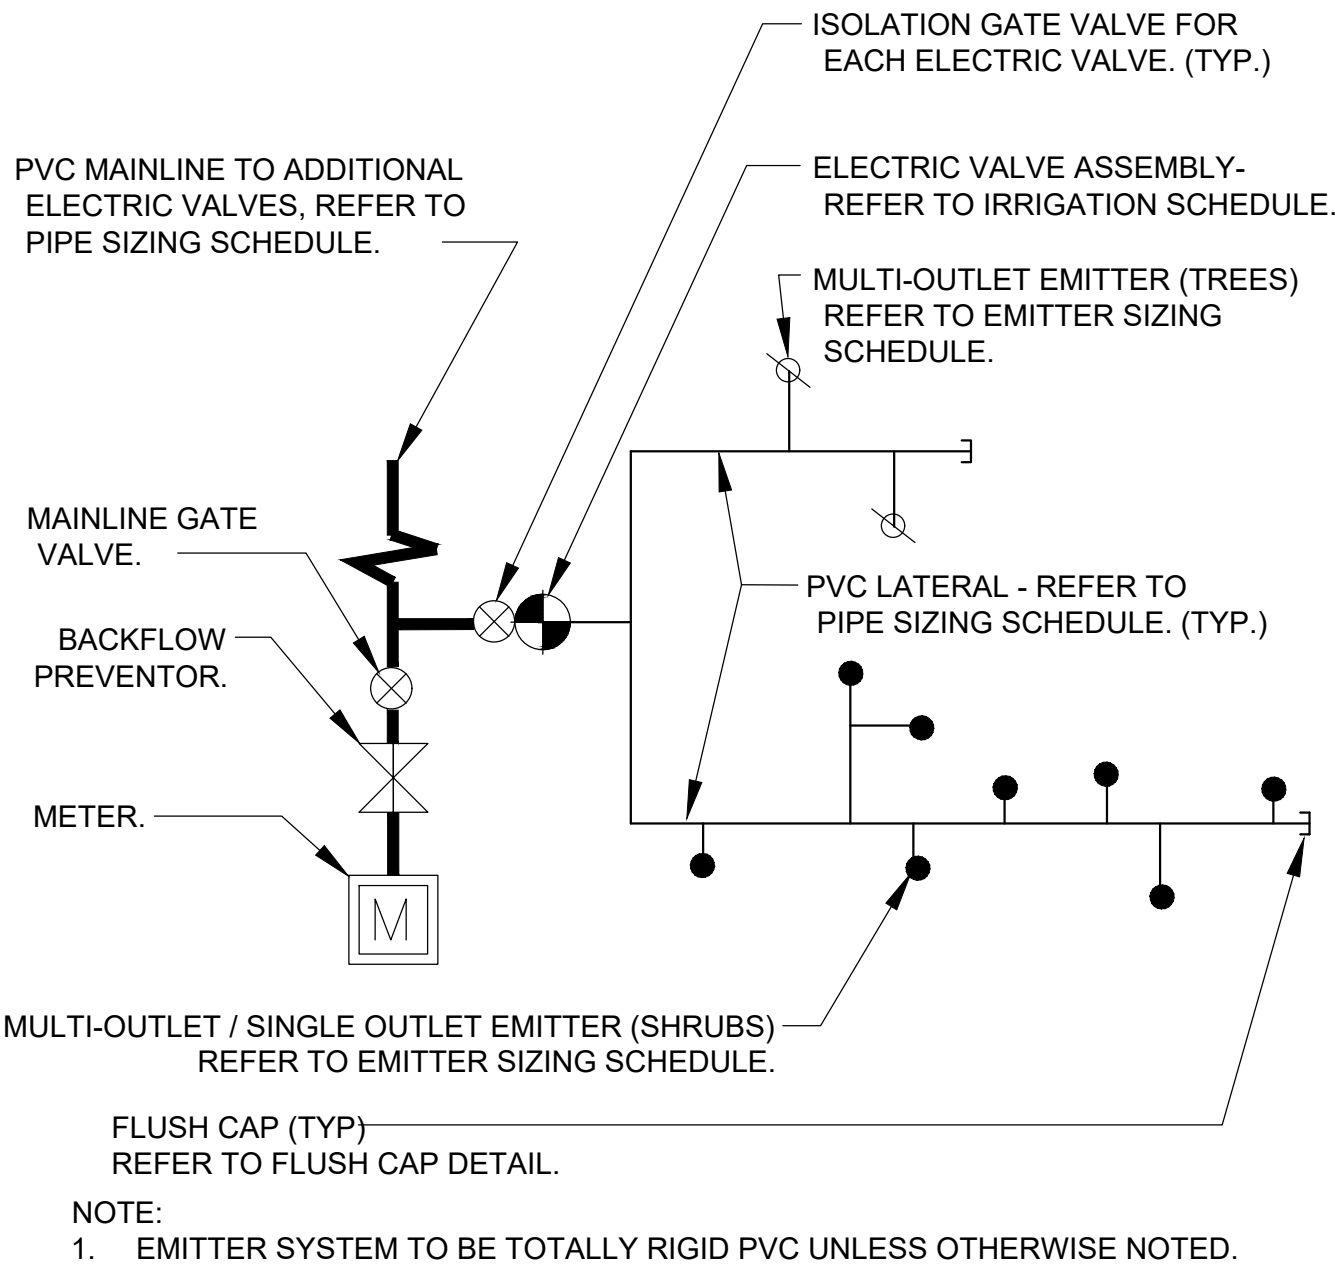 ISOLATION GATE VALVE FOR
EACH ELECTRIC VALVE. (TYP.)
PVC MAINLINE TO ADDITIONAL
ELECTRIC VALVES, REFER TO
PIPE SIZING SCHEDULE.
ELECTRIC VALVE ASSEMBLY-
REFER TO IRRIGATION SCHEDULE.
MULTI-OUTLET EMITTER (TREES)
REFER TO EMITTER SIZING
SCHEDULE.
MAINLINE GATE
VALVE.
PVC LATERAL - REFER TO
PIPE SIZING SCHEDULE. (TYP.)
BACKFLOW
PREVENTOR.
METER.
M
MULTI-OUTLET / SINGLE OUTLET EMITTER (SHRUBS)
REFER TO EMITTER SIZING SCHEDULE.
FLUSH CAP (TYP)
REFER TO FLUSH CAP DETAIL.
NOTE:
1. EMITTER SYSTEM TO BE TOTALLY RIGID PVC UNLESS OTHERWISE NOTED.